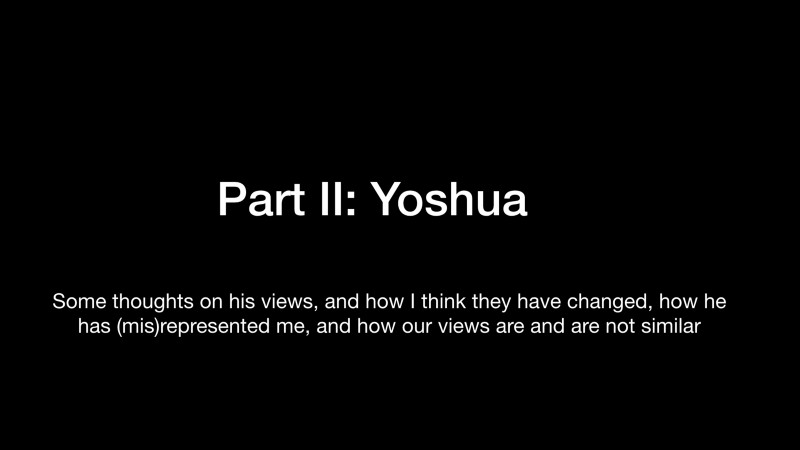 Part II: Yoshua
Some thoughts on his views, and how I think they have changed, how he
has (mis)represented me, and how our views are and are not similar